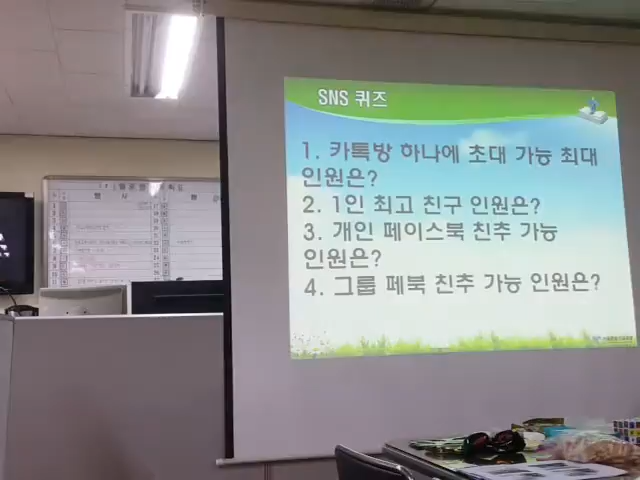 SNS 퀴즈
1. 카톡방 하나에 초대 가능 최대
인원은?
2. 1인 최고 친구 인원은?
3. 개인 페이스북 친추 가능
인원은?
4. 그룹 페북 친추 가능 인원은?